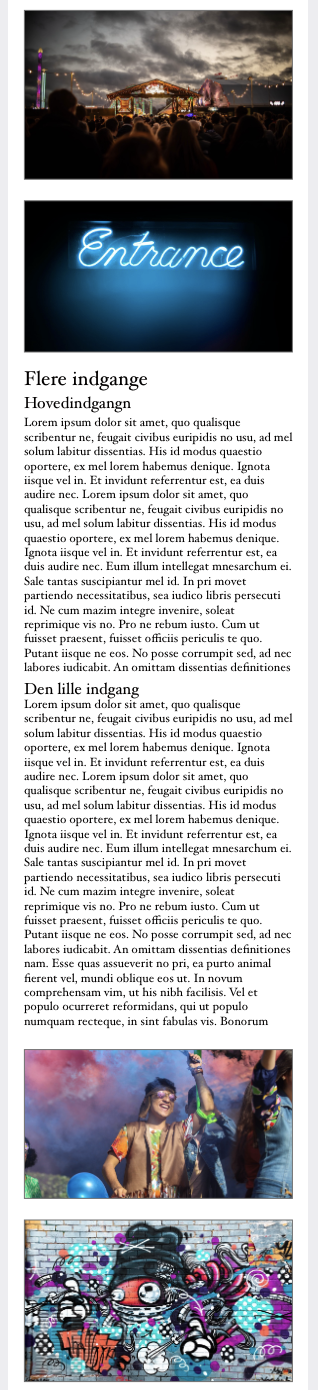 Entrance
Flere indgange
Hovedindgangn
Lorem ipsum dolor sit amet, quo qualisque
scribentur ne, feugait civibus euripidis no usu, ad mel
solum labitur dissentias. His id modus quaestio
oportere, ex mel lorem habemus denique. Ignota
iisque vel in. Et invidunt referrentur est, ea duis
audire nec. Lorem ipsum dolor sit amet, quo
qualisque scribentur ne, feugait civibus euripidis no
usu, ad mel solum labitur dissentias. His id modus
quaestio oportere, ex mel lorem habemus denique.
Ignota iisque vel in. Et invidunt referrentur est, ea
duis audire nec. Eum illum intellegat mnesarchum ei.
Sale tantas suscipiantur mel id. In pri movet
partiendo necessitatibus, sea iudico libris persecuti
id. Ne cum mazim integre invenire, soleat
reprimique vis no. Pro ne rebum iusto. Cum ut
fuisset praesent, fuisset officiis periculis te quo.
Putant iisque ne eos. No posse corrumpit sed, ad nec
labores iudicabit. An omittam dissentias definitiones
Den lille indgang
Lorem ipsum dolor sit amet, quo qualisque
scribentur ne, feugait civibus euripidis no usu, ad mel
solum labitur dissentias. His id modus quaestio
oportere, ex mel lorem habemus denique. Ignota
iisque vel in. Et invidunt referrentur est, ea duis
audire nec. Lorem ipsum dolor sit amet, quo
qualisque scribentur ne, feugait civibus euripidis no
usu, ad mel solum labitur dissentias. His id modus
quaestio oportere, ex mel lorem habemus denique.
Ignota iisque vel in. Et invidunt referrentur est, ea
duis audire nec. Eum illum intellegat mnesarchum ei.
Sale tantas suscipiantur mel id. In pri movet
partiendo necessitatibus, sea iudico libris persecuti
id. Ne cum mazim integre invenire, soleat
reprimique vis no. Pro ne rebum iusto. Cum ut
fuisset praesent, fuisset officiis periculis te quo.
Putant iisque ne eos. No posse corrumpit sed, ad nec
labores iudicabit. An omittam dissentias definitiones
nam. Esse quas assueverit no pri, ea purto animal
fierent vel, mundi oblique eos ut. In novum
comprehensam vim, ut his nibh facilisis. Vel et
populo ocurreret reformidans, qui ut populo
numquam recteque, in sint fabulas vis. Bonorum